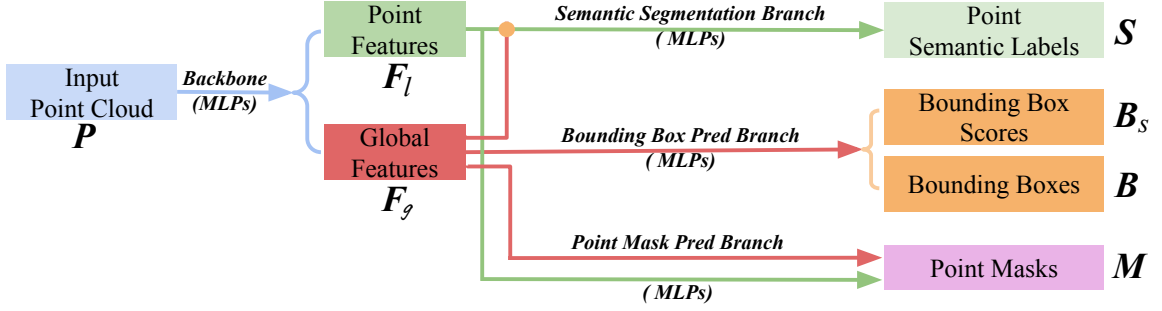 Input
Point Cloud
P
Backbone
(MLPs)
Point
Features
F_l
Global
Features
F_g
Semantic Segmentation Branch
( MLPs)
Point
Semantic Labels
S
Bounding Box Pred Branch
( MLPs)
Bounding Box
Scores
B_s
Bounding Boxes
B
Point Mask Pred Branch
( MLPs)
Point Masks
M